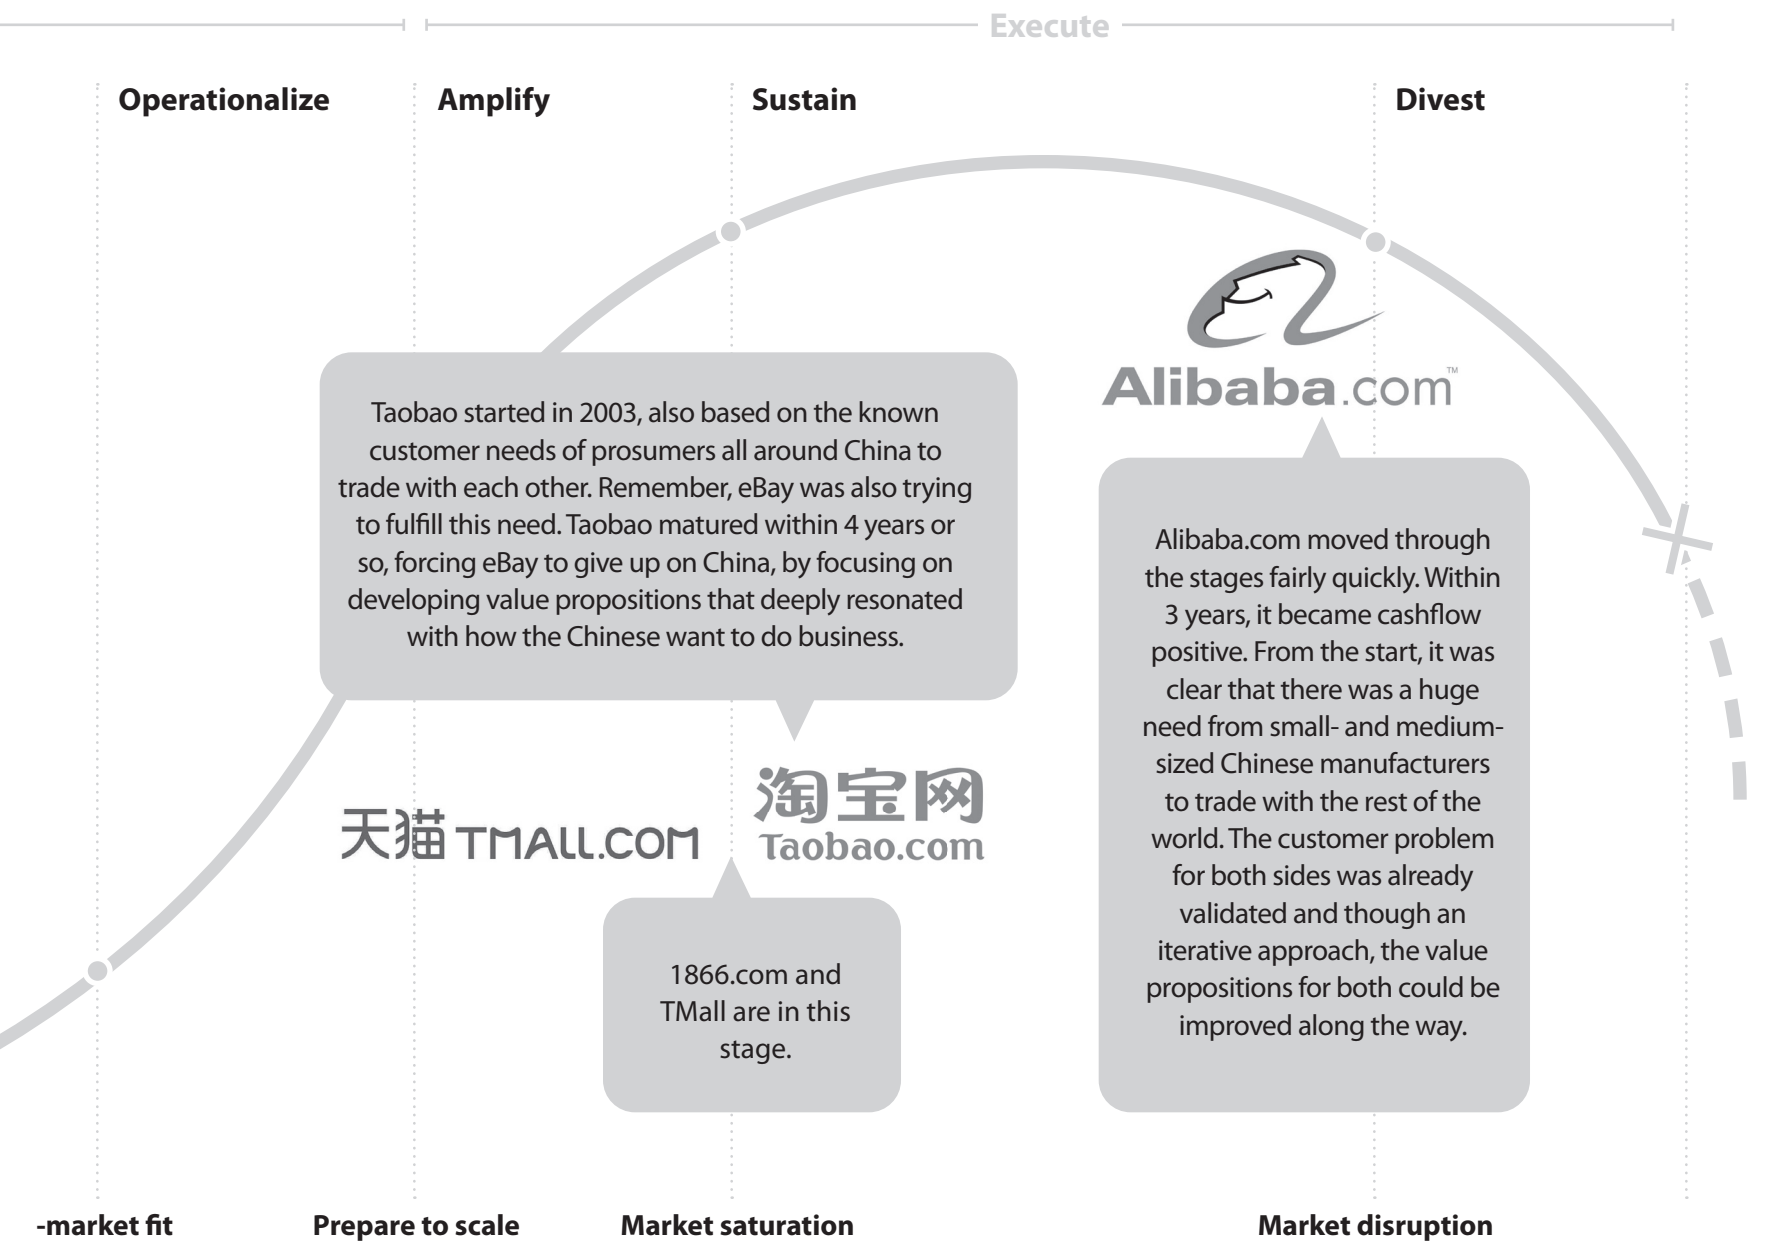 Execute
Operationalize
Amplify
Sustain
Divest
Taobao started in 2003, also based on the known
customer needs of prosumers all around China to
trade with each other. Remember, eBay was also trying
to fulfill this need. Taobao matured within 4 years or
so, forcing eBay to give up on China, by focusing on
developing value propositions that deeply resonated
with how the Chinese want to do business.
天猫 TMALL.COM
淘宝网
Taobao.com
1866.com and
TMall are in this
stage.
Alibaba.com™
Alibaba.com moved through
the stages fairly quickly. Within
3 years, it became cashflow
positive. From the start, it was
clear that there was a huge
need from small- and medium-
sized Chinese manufacturers
to trade with the rest of the
world. The customer problem
for both sides was already
validated and though an
iterative approach, the value
propositions for both could be
improved along the way.
-market fit
Prepare to scale
Market saturation
Market disruption